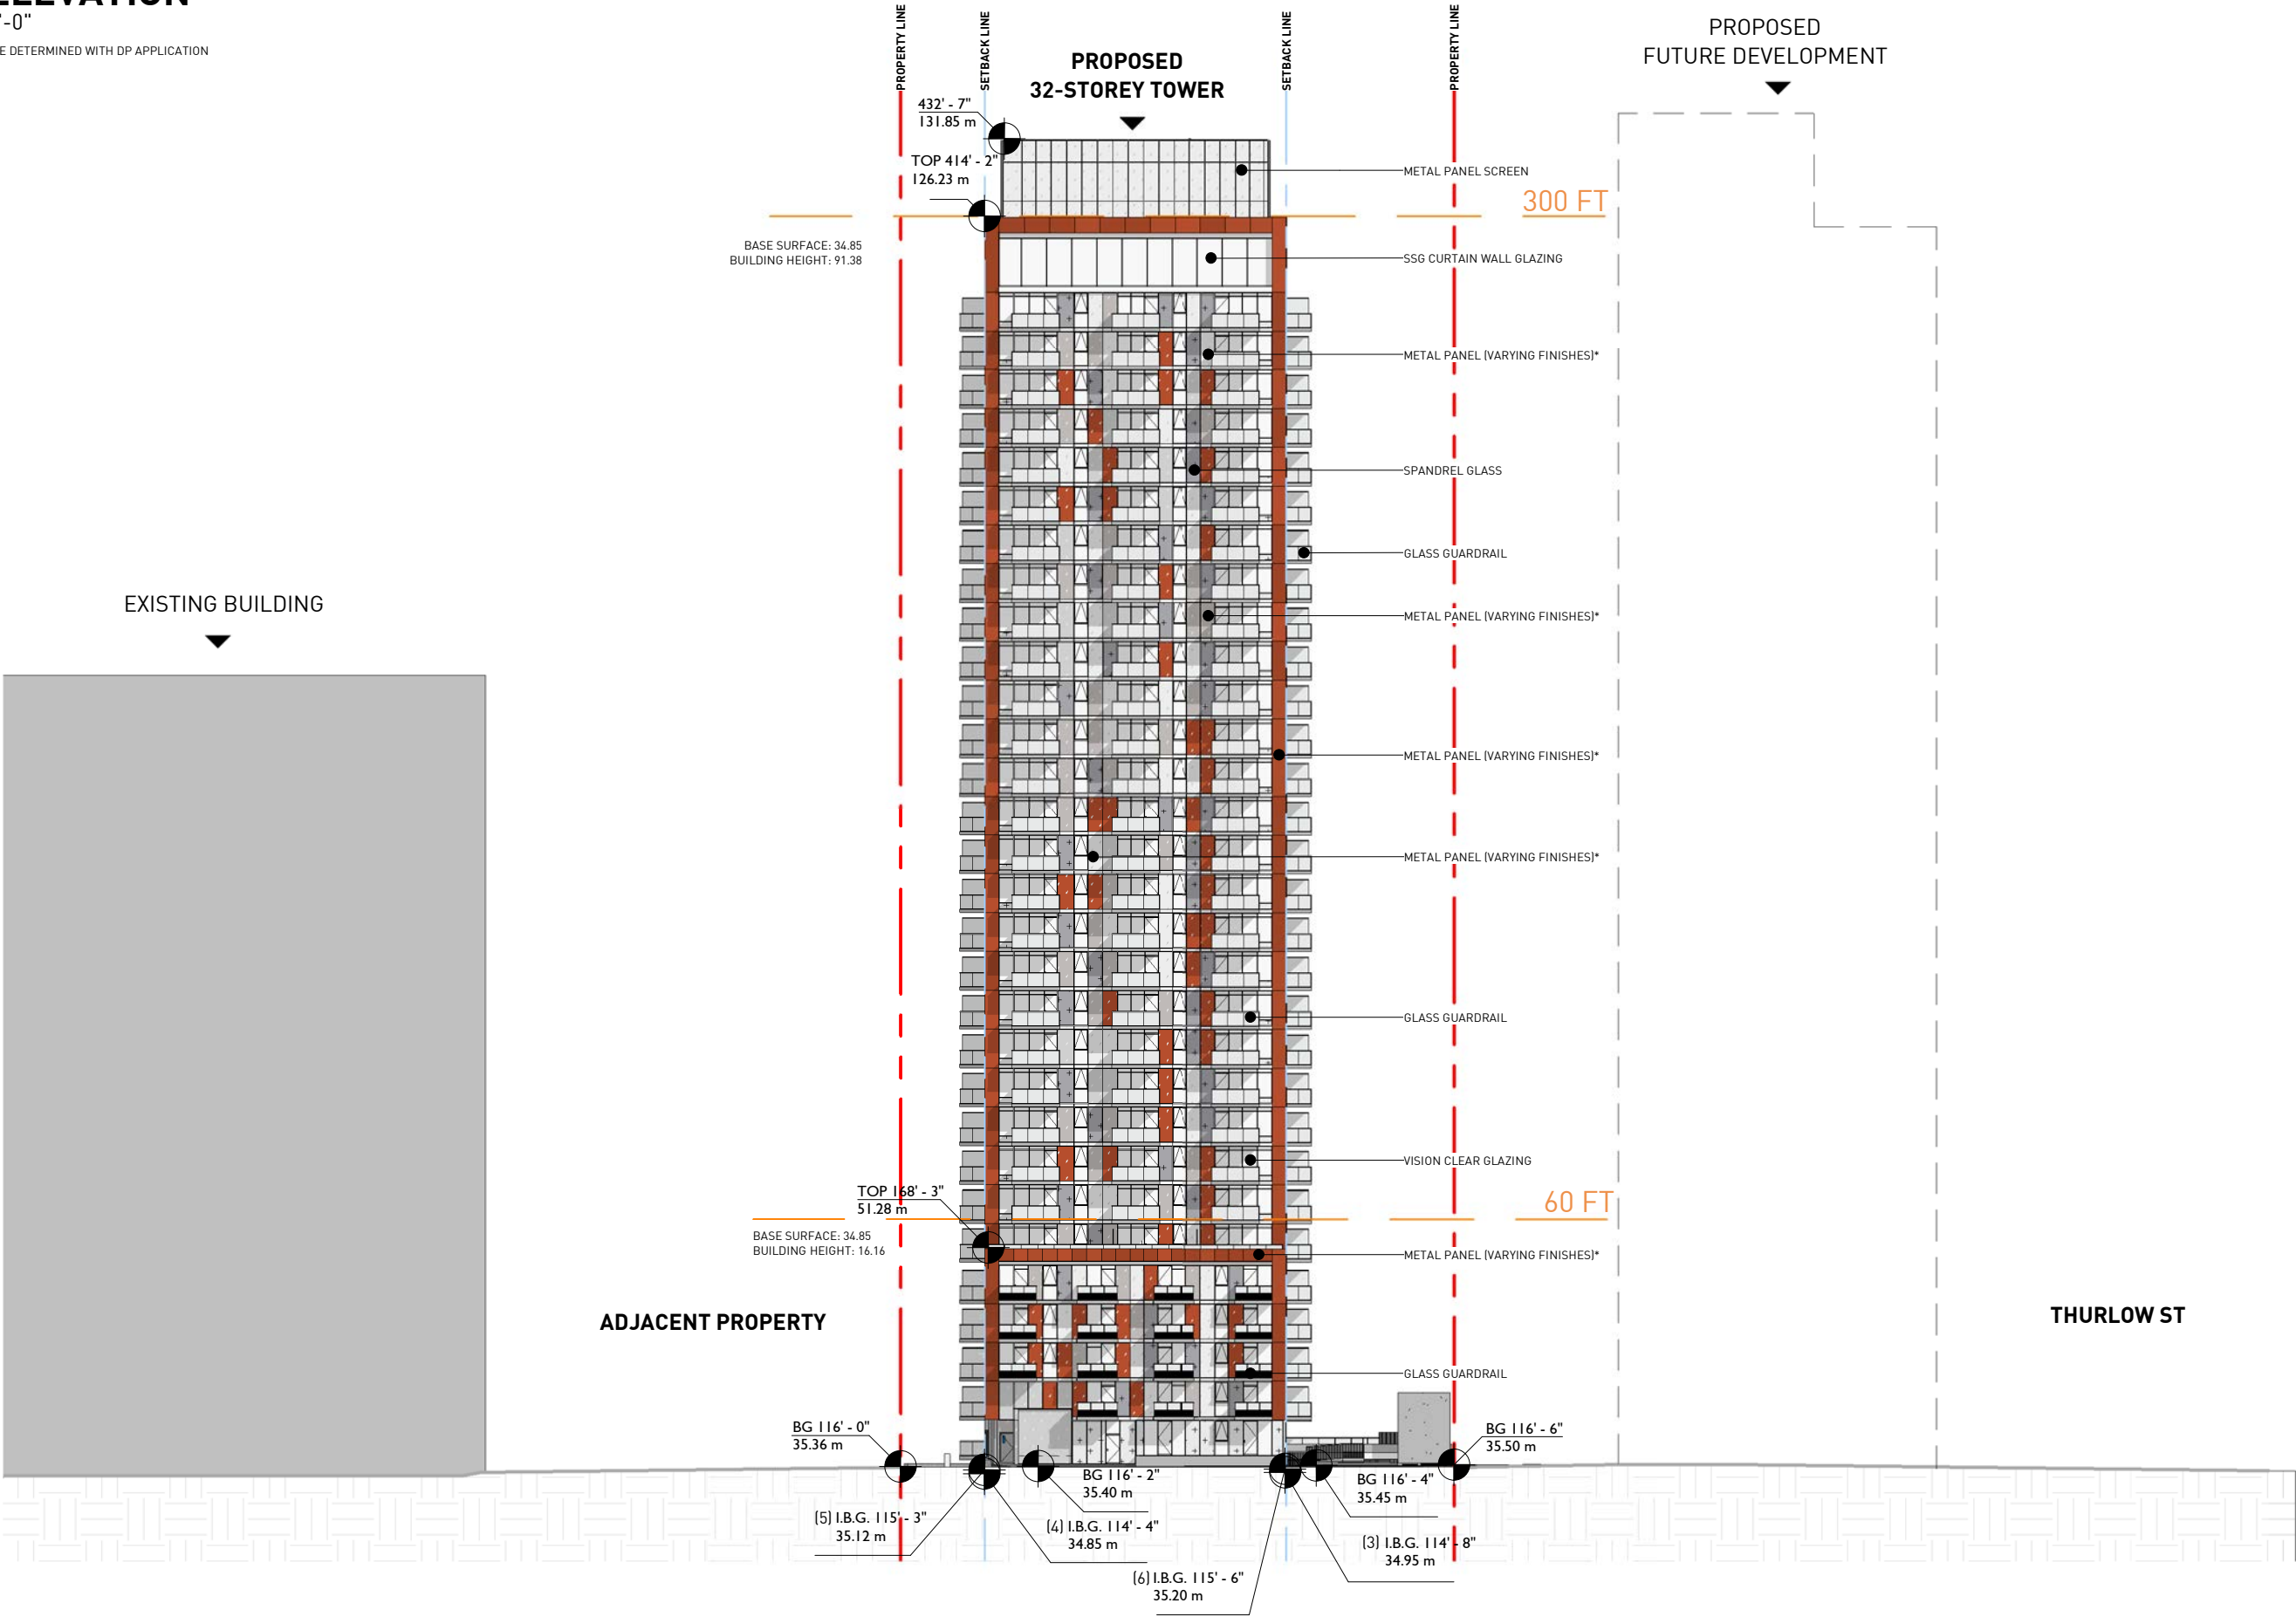 ELEVATION
'-0"
E DETERMINED WITH DP APPLICATION
PROPERTY LINE
SETBACK LINE
SETBACK LINE
PROPERTY LINE
PROPOSED
32-STOREY TOWER
PROPOSED
FUTURE DEVELOPMENT
432' - 7"
131.85 m
TOP 414' - 2"
126.23 m
METAL PANEL SCREEN
300 FT
BASE SURFACE: 34.85
BUILDING HEIGHT: 91.38
SSG CURTAIN WALL GLAZING
METAL PANEL (VARYING FINISHES)*
SPANDREL GLASS
GLASS GUARDRAIL
EXISTING BUILDING
METAL PANEL (VARYING FINISHES)*
METAL PANEL (VARYING FINISHES)*
METAL PANEL (VARYING FINISHES)*
GLASS GUARDRAIL
VISION CLEAR GLAZING
TOP 168' - 3"
51.28 m
60 FT
BASE SURFACE: 34.85
BUILDING HEIGHT: 16.16
METAL PANEL (VARYING FINISHES)*
ADJACENT PROPERTY
THURLOW ST
GLASS GUARDRAIL
BG 116' - 0"
35.36 m
BG 116' - 6"
35.50 m
BG 116' - 2"
35.40 m
BG 116' - 4"
35.45 m
(5) I.B.G. 115' - 3"
35.12 m
(4) I.B.G. 114' - 4"
34.85 m
(3) I.B.G. 114' - 8"
34.95 m
(6) I.B.G. 115' - 6"
35.20 m